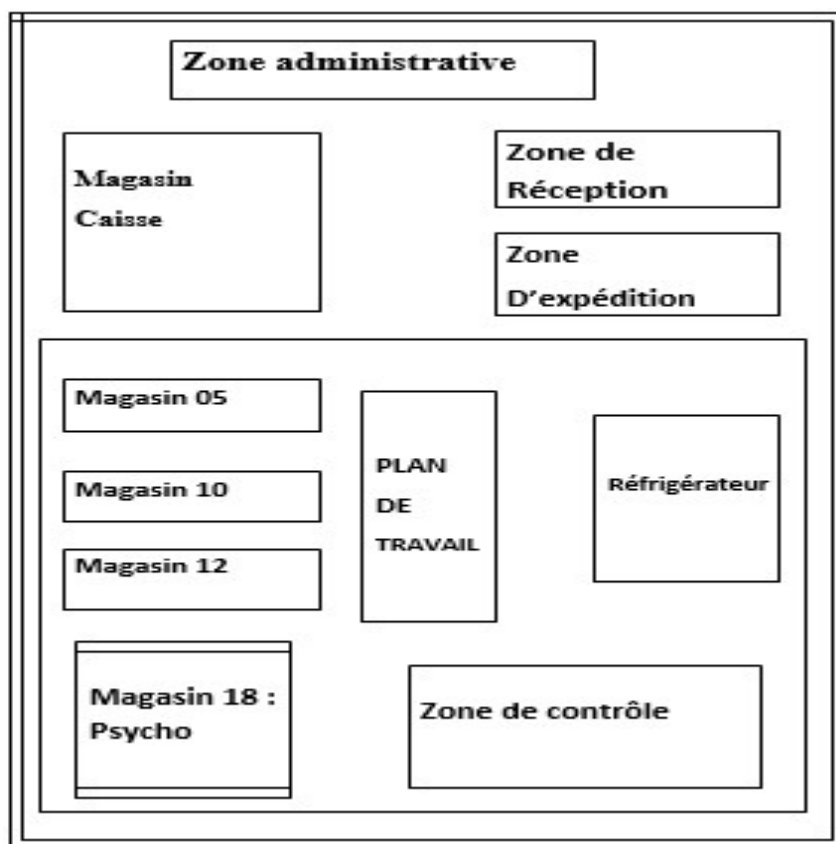 Zone administrative
Magasin
Caisse
Zone de
Réception
Zone
D'expédition
Magasin 05
Magasin 10
Magasin 12
PLAN
DE
TRAVAIL
Réfrigérateur
Magasin 18 :
Psycho
Zone de contrôle